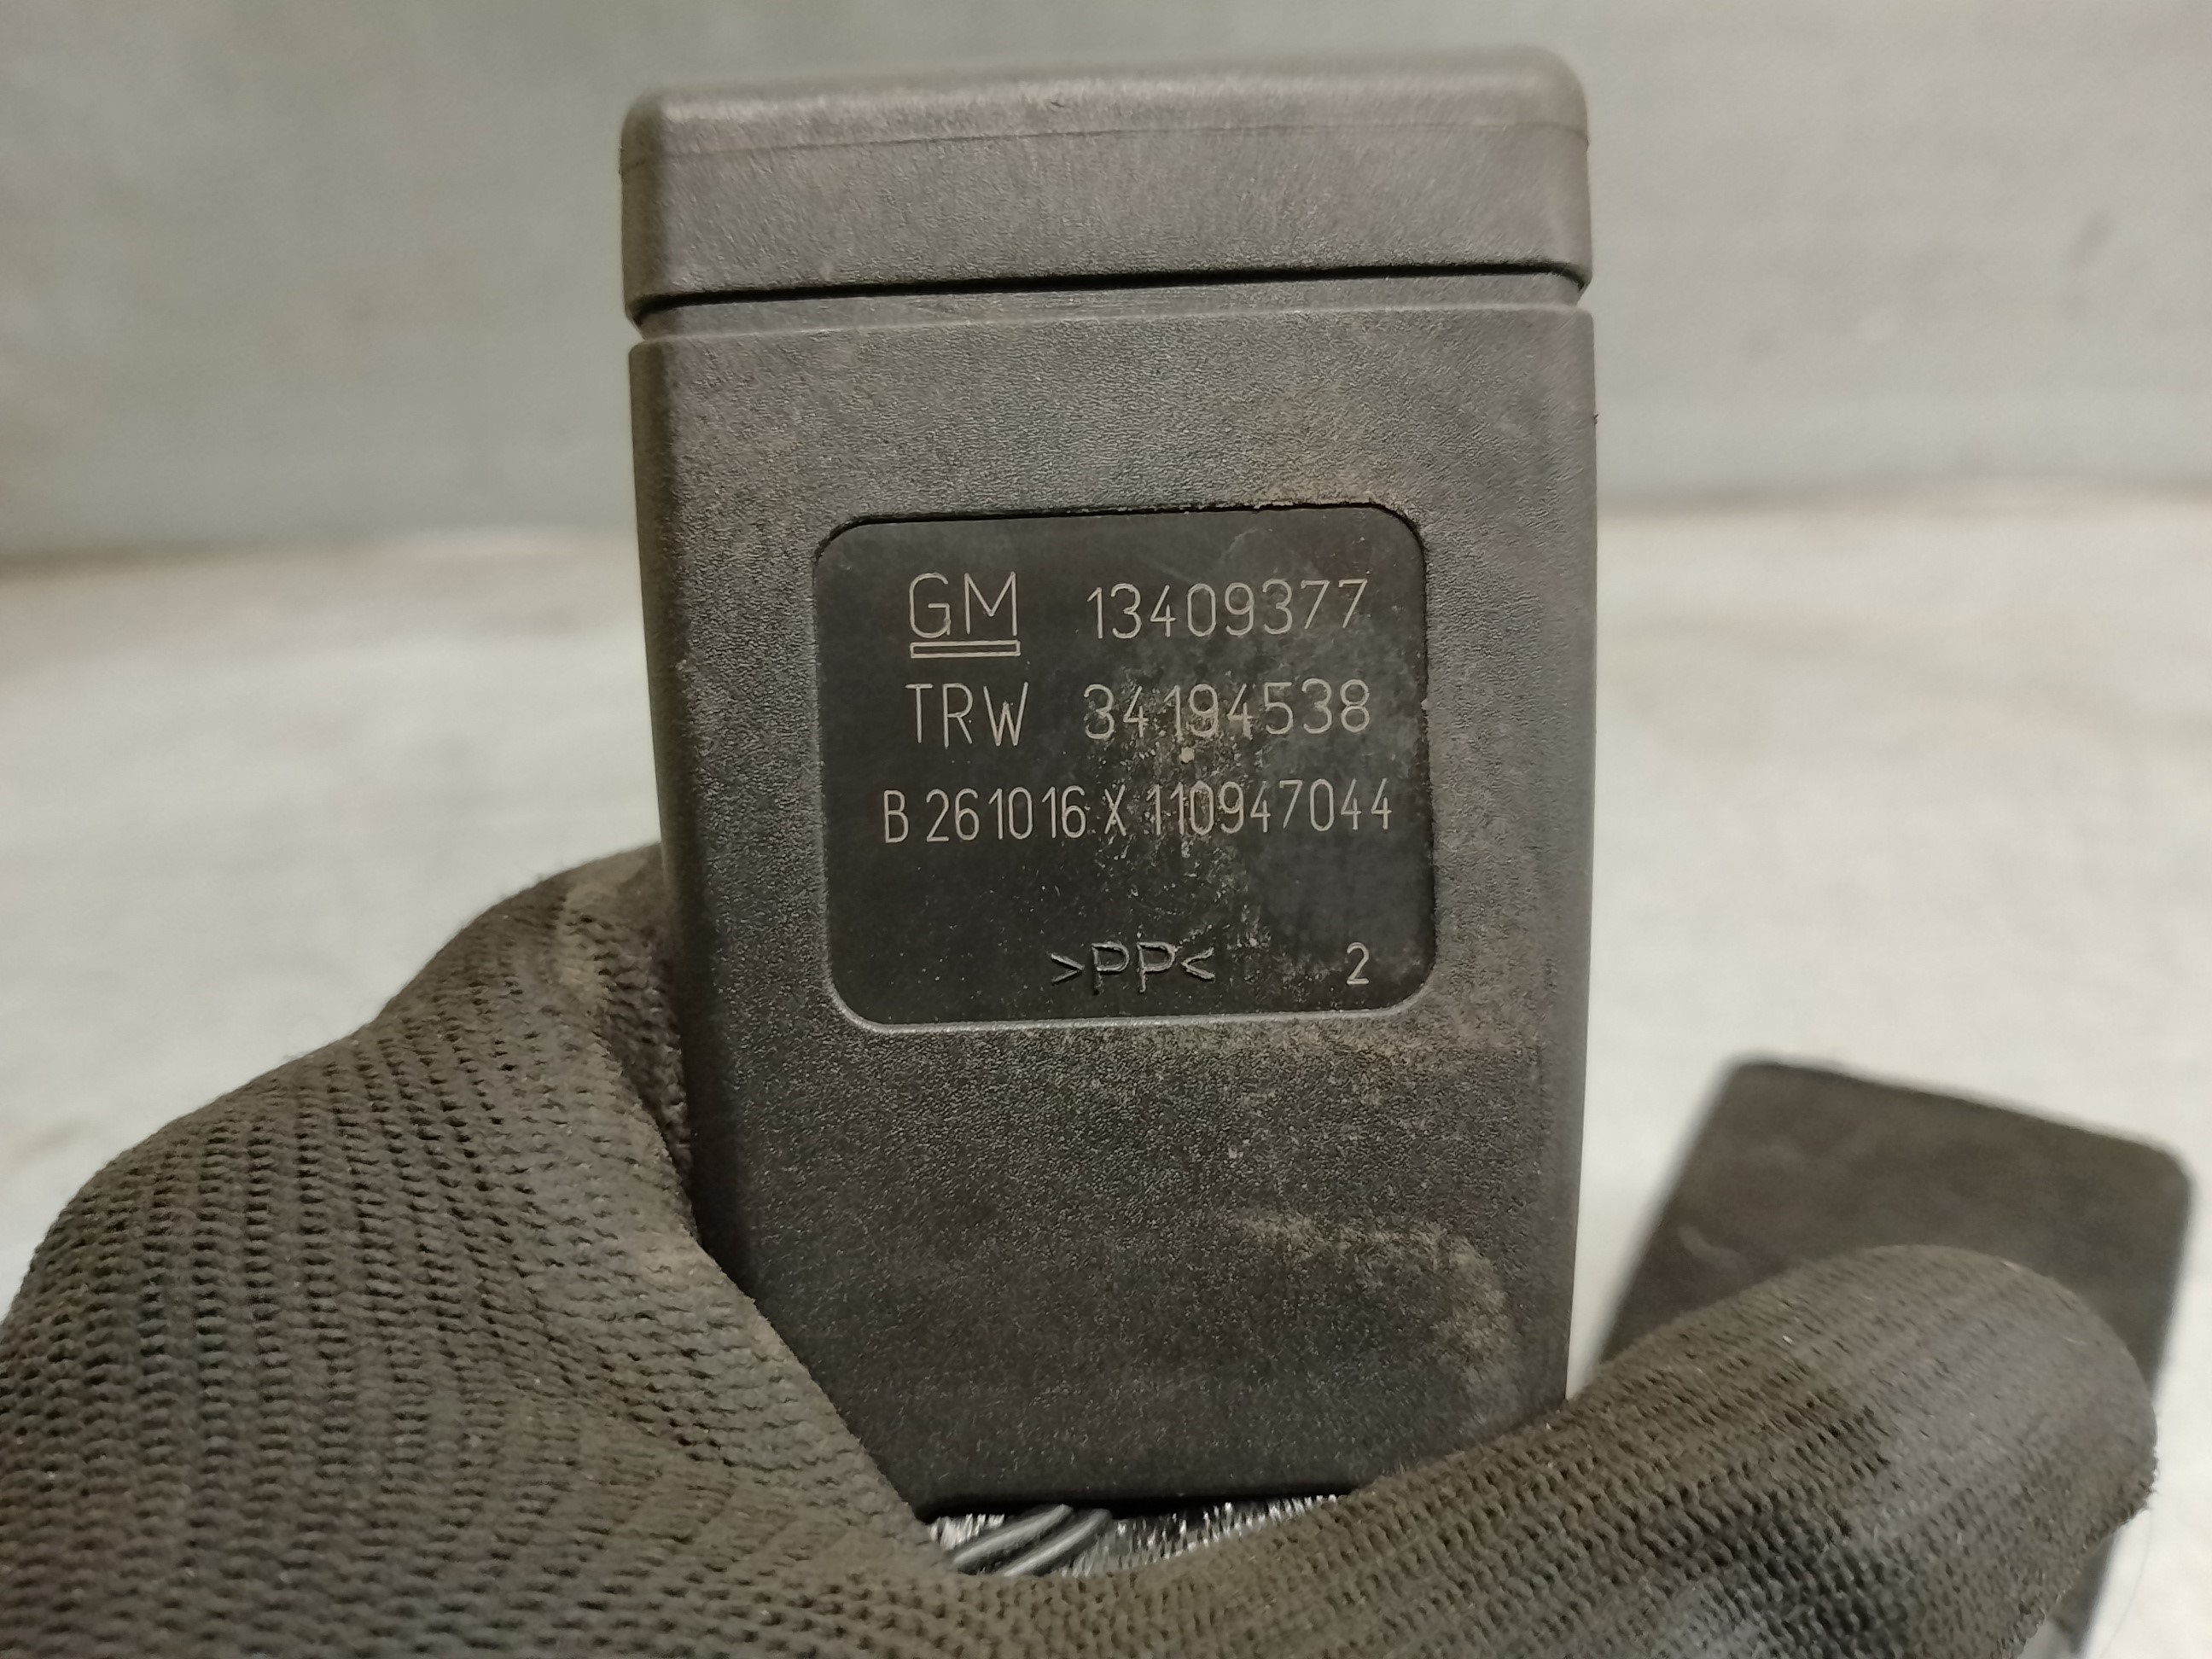 GM 13409377
TRW 34194538
B 261016 X 110947044
>PP< 2